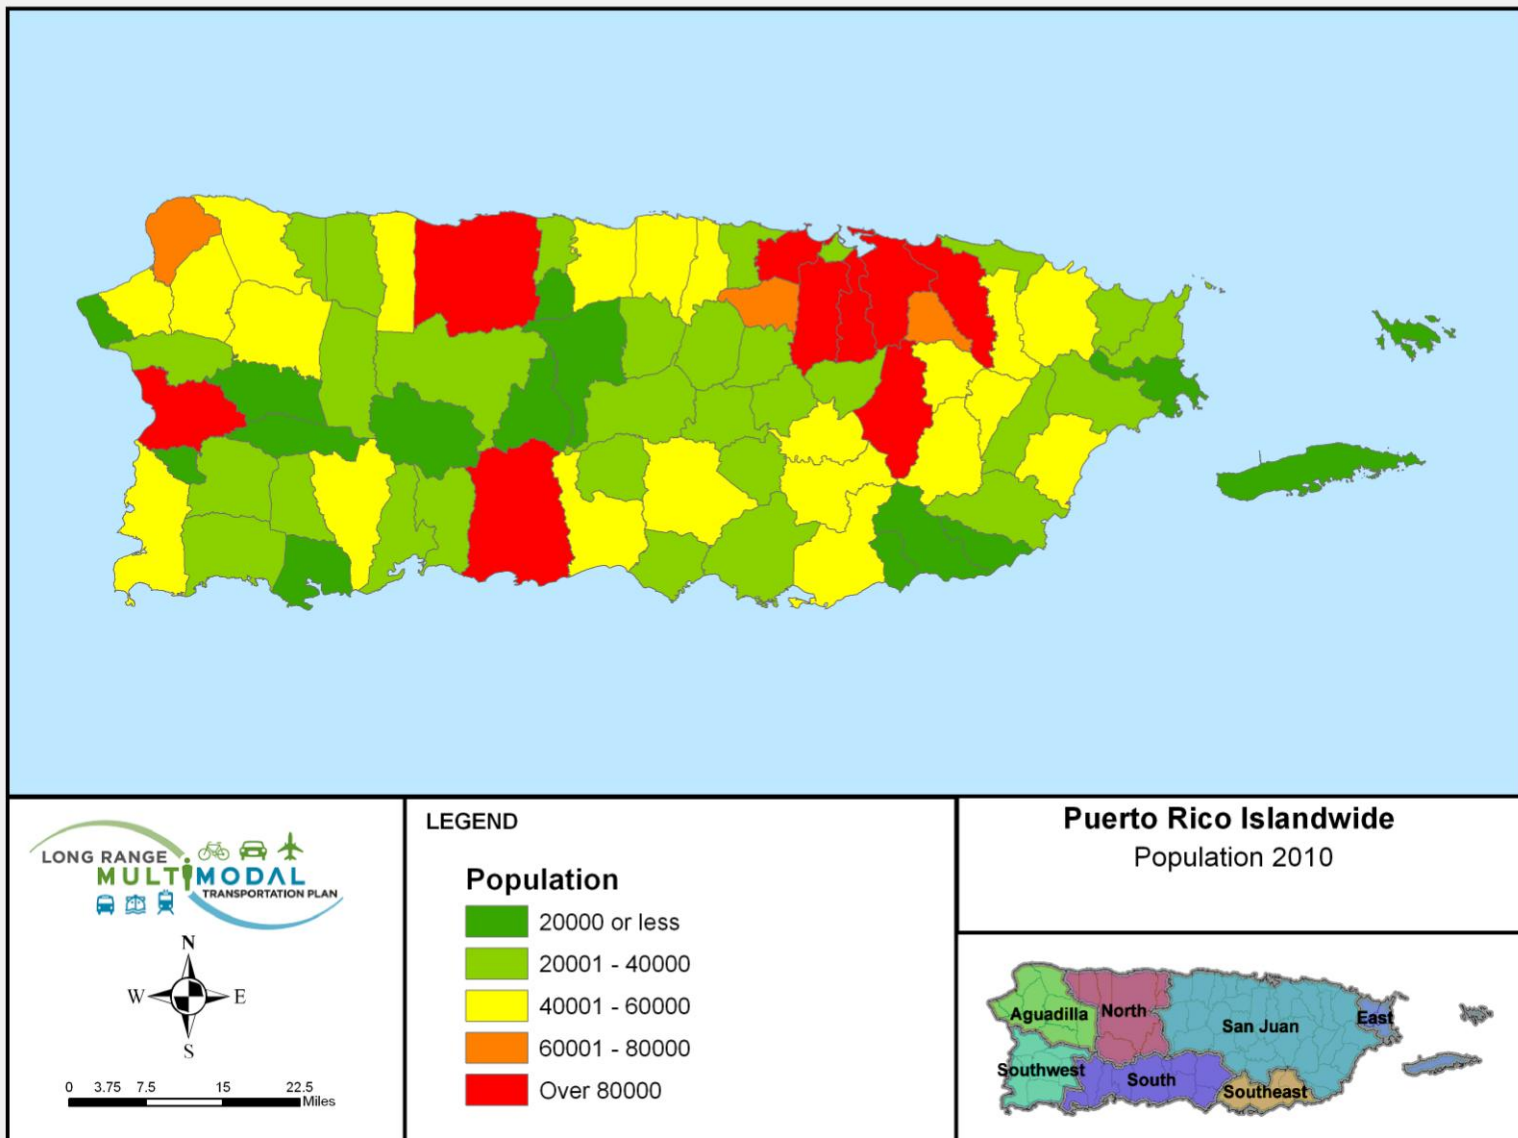 LONG RANGE
MULTIMODAL
TRANSPORTATION PLAN
N
W E
S
0 3.75 7.5 15 22.5
Miles
LEGEND
Population
20000 or less
20001 - 40000
40001 - 60000
60001 - 80000
Over 80000
Puerto Rico Islandwide
Population 2010
Aguadilla
North
San Juan
East
Southwest
South
Southeast